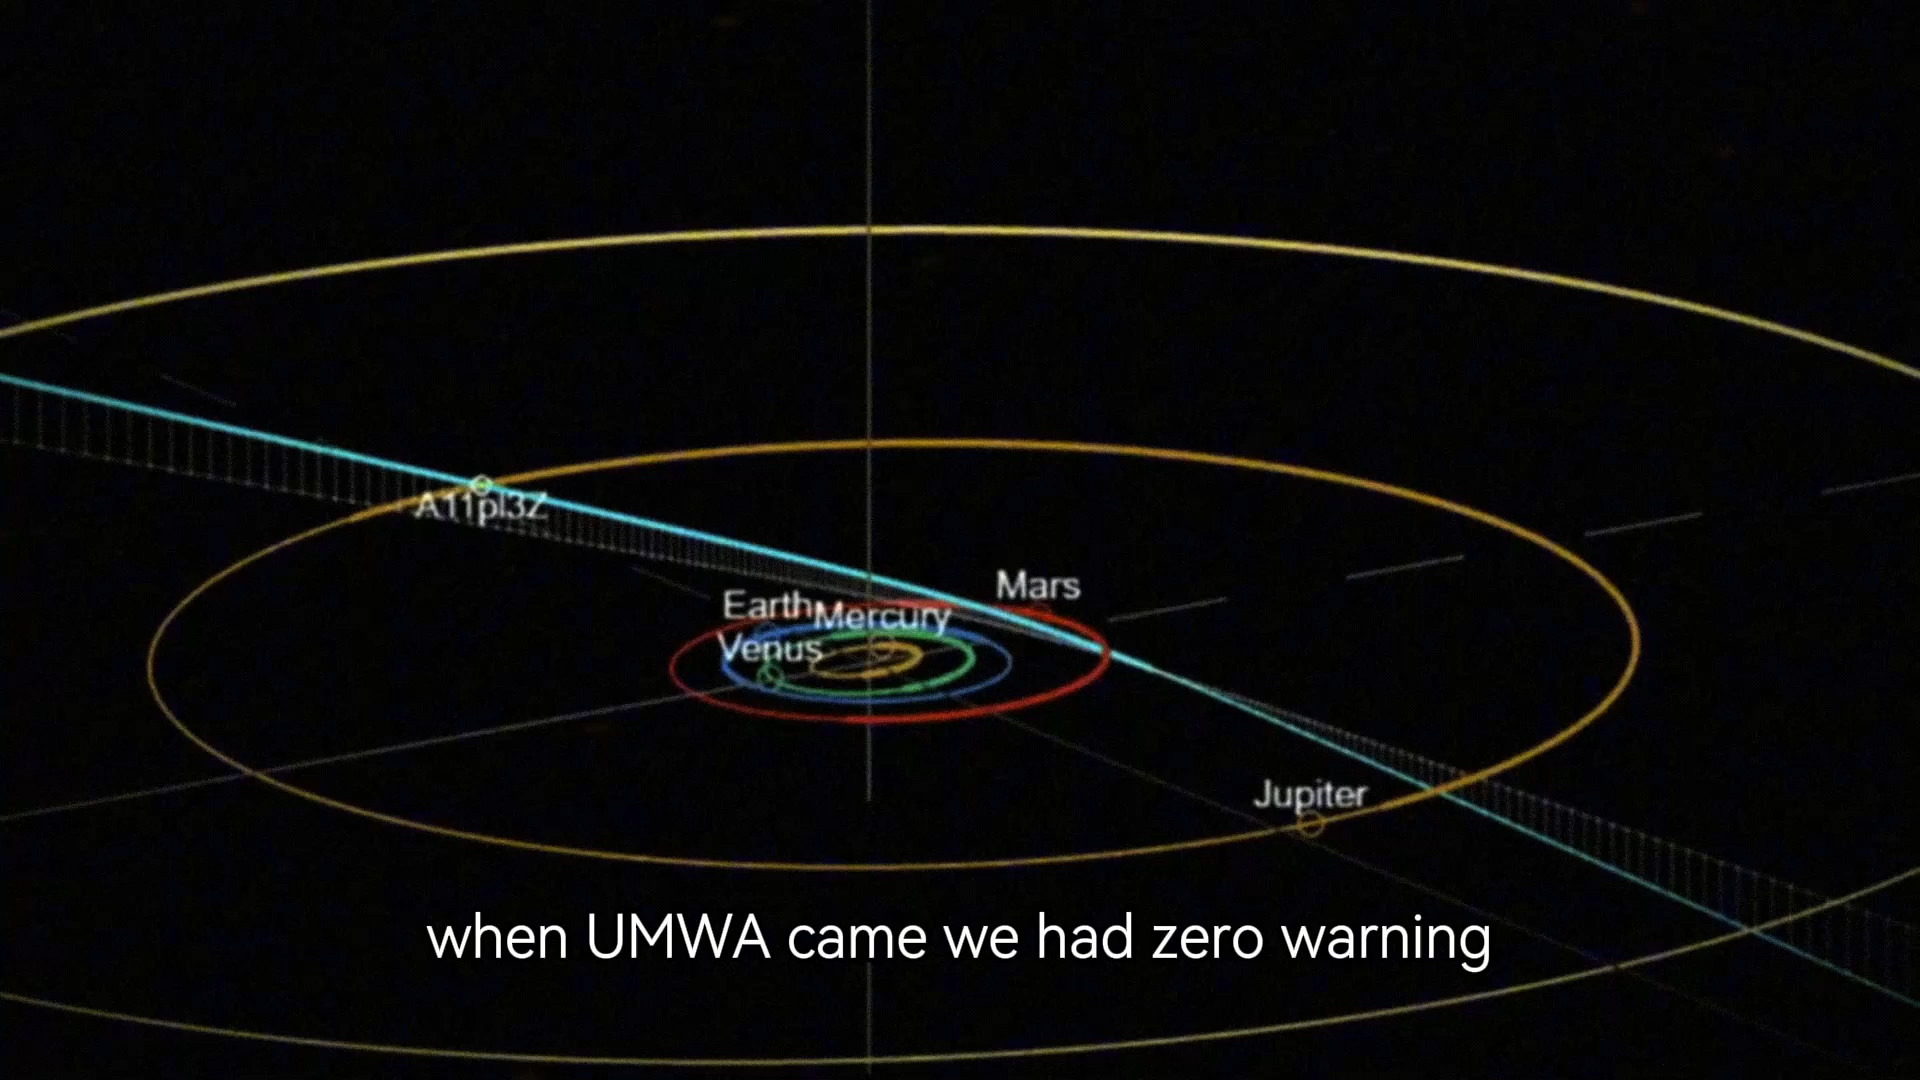 A11pl3Z
Mars
Earth
Mercury
Venus
Jupiter
when UMWA came we had zero warning